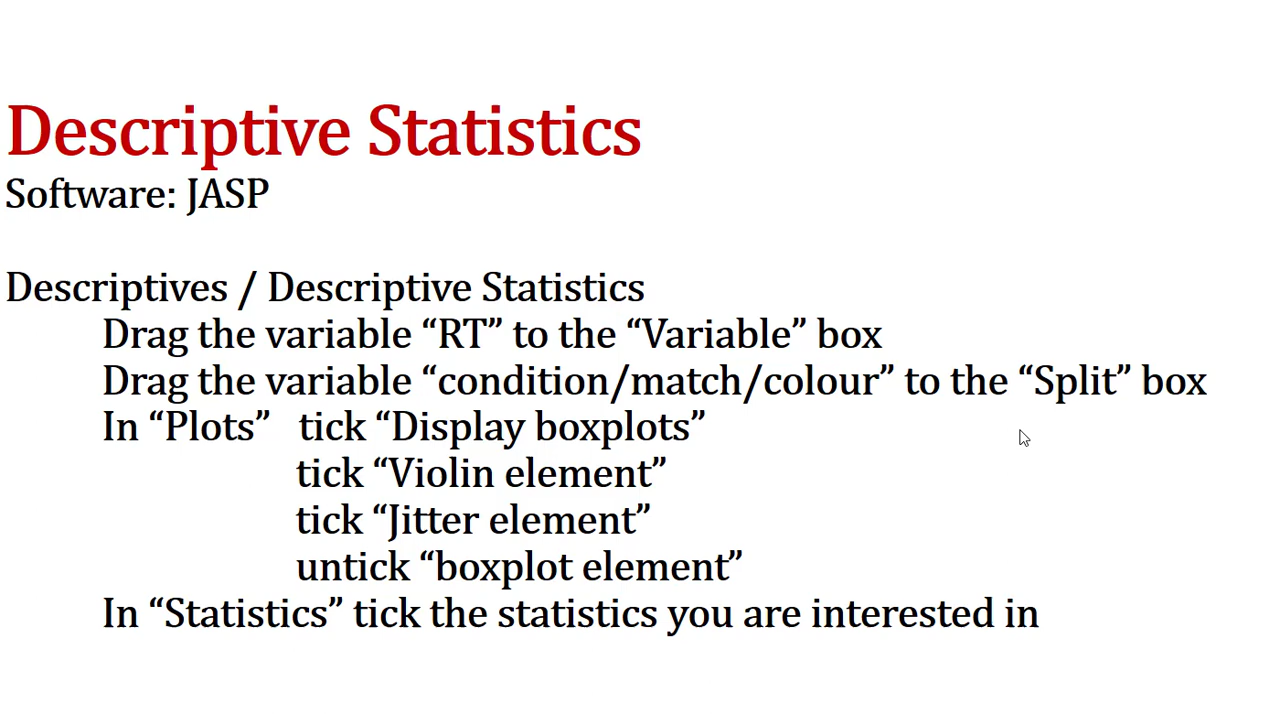 Descriptive Statistics
Software: JASP
Descriptives / Descriptive Statistics
Drag the variable “RT” to the “Variable” box
Drag the variable “condition/match/colour” to the “Split” box
In “Plots” tick “Display boxplots”
tick “Violin element”
tick “Jitter element”
untick “boxplot element”
In “Statistics” tick the statistics you are interested in